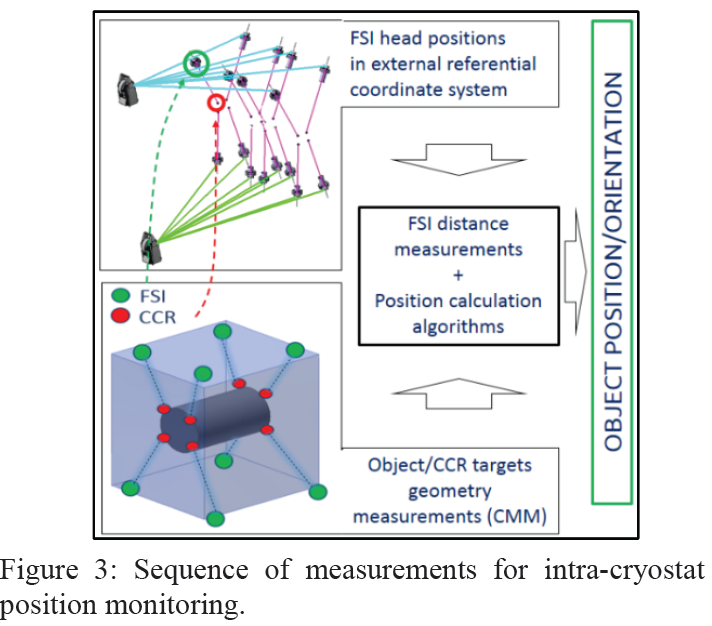 FSI head positions
in external referential
coordinate system
FSI distance
measurements
+
Position calculation
algorithms
OBJECT POSITION/ORIENTATION
FSI
CCR
Object/CCR targets
geometry
measurements (CMM)
Figure 3: Sequence of measurements for intra-cryostat
position monitoring.